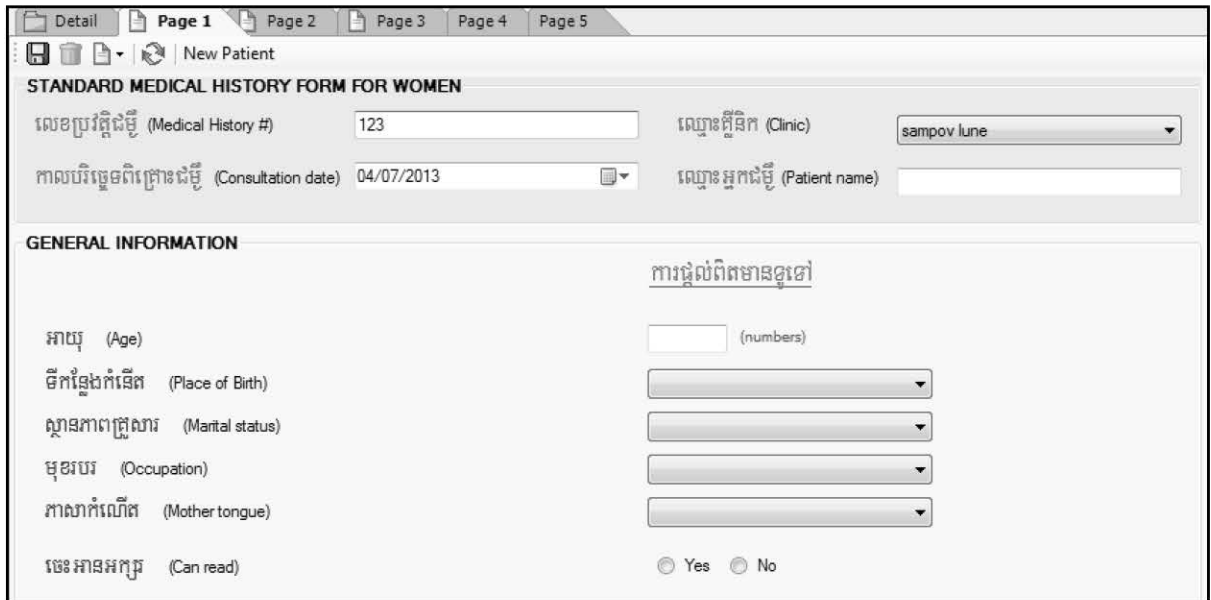 Detail Page 1 Page 2 Page 3 Page 4 Page 5
New Patient
STANDARD MEDICAL HISTORY FORM FOR WOMEN
លេខប្រវត្តិជំងឺ (Medical History #) 123 ឈ្មោះគ្លីនិក (Clinic) sampov lune
កាលបរិច្ឆេទពិគ្រោះជំងឺ (Consultation date) 04/07/2013 ឈ្មោះអ្នកជំងឺ (Patient name)
GENERAL INFORMATION
ការផ្តល់ពិតមានទូទៅ
អាយុ (Age) (numbers)
ទីកន្លែងកំនើត (Place of Birth)
ស្ថានភាពគ្រួសារ (Marital status)
មុខរបរ (Occupation)
ភាសាកំណើត (Mother tongue)
ចេះអានអក្សរ (Can read) Yes No